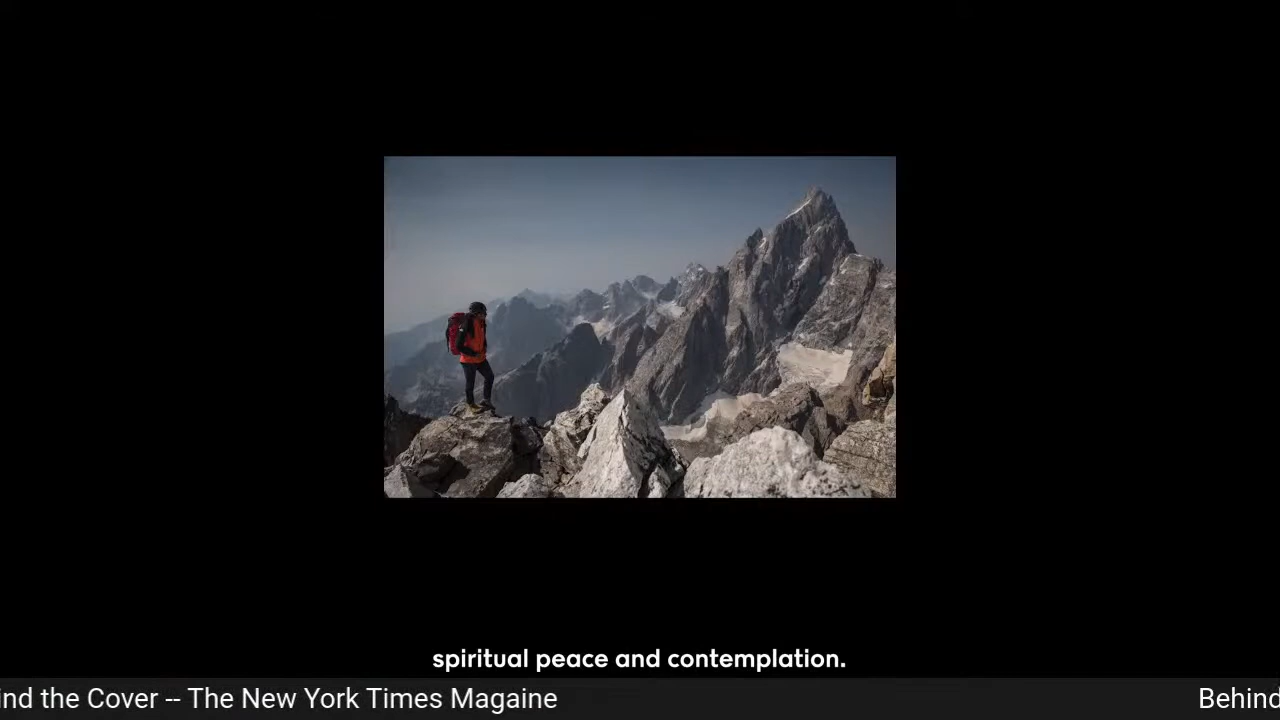 spiritual peace and contemplation.
ind the Cover -- The New York Times Magaine
Behind